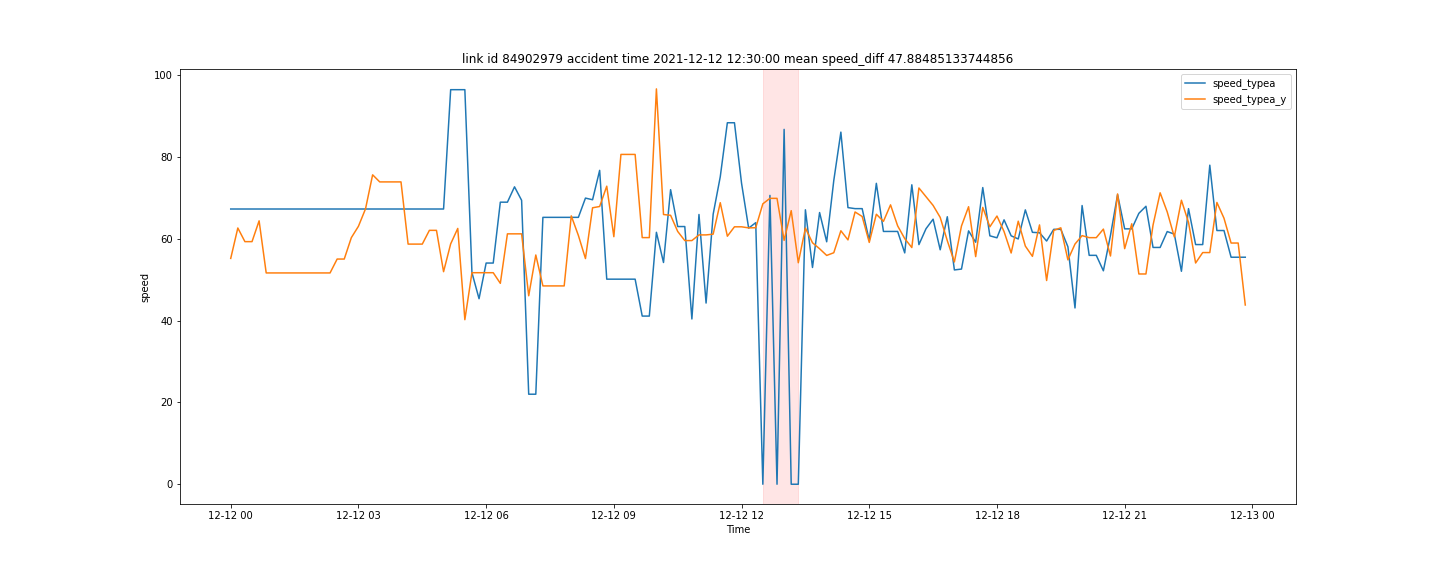 link id 84902979 accident time 2021-12-12 12:30:00 mean speed_diff 47.88485133744856
speed_typea
speed_typea_y
100
80
60
40
20
0
speed
12-12 00 12-12 03 12-12 06 12-12 09 12-12 12 12-12 15 12-12 18 12-12 21 12-13 00
Time